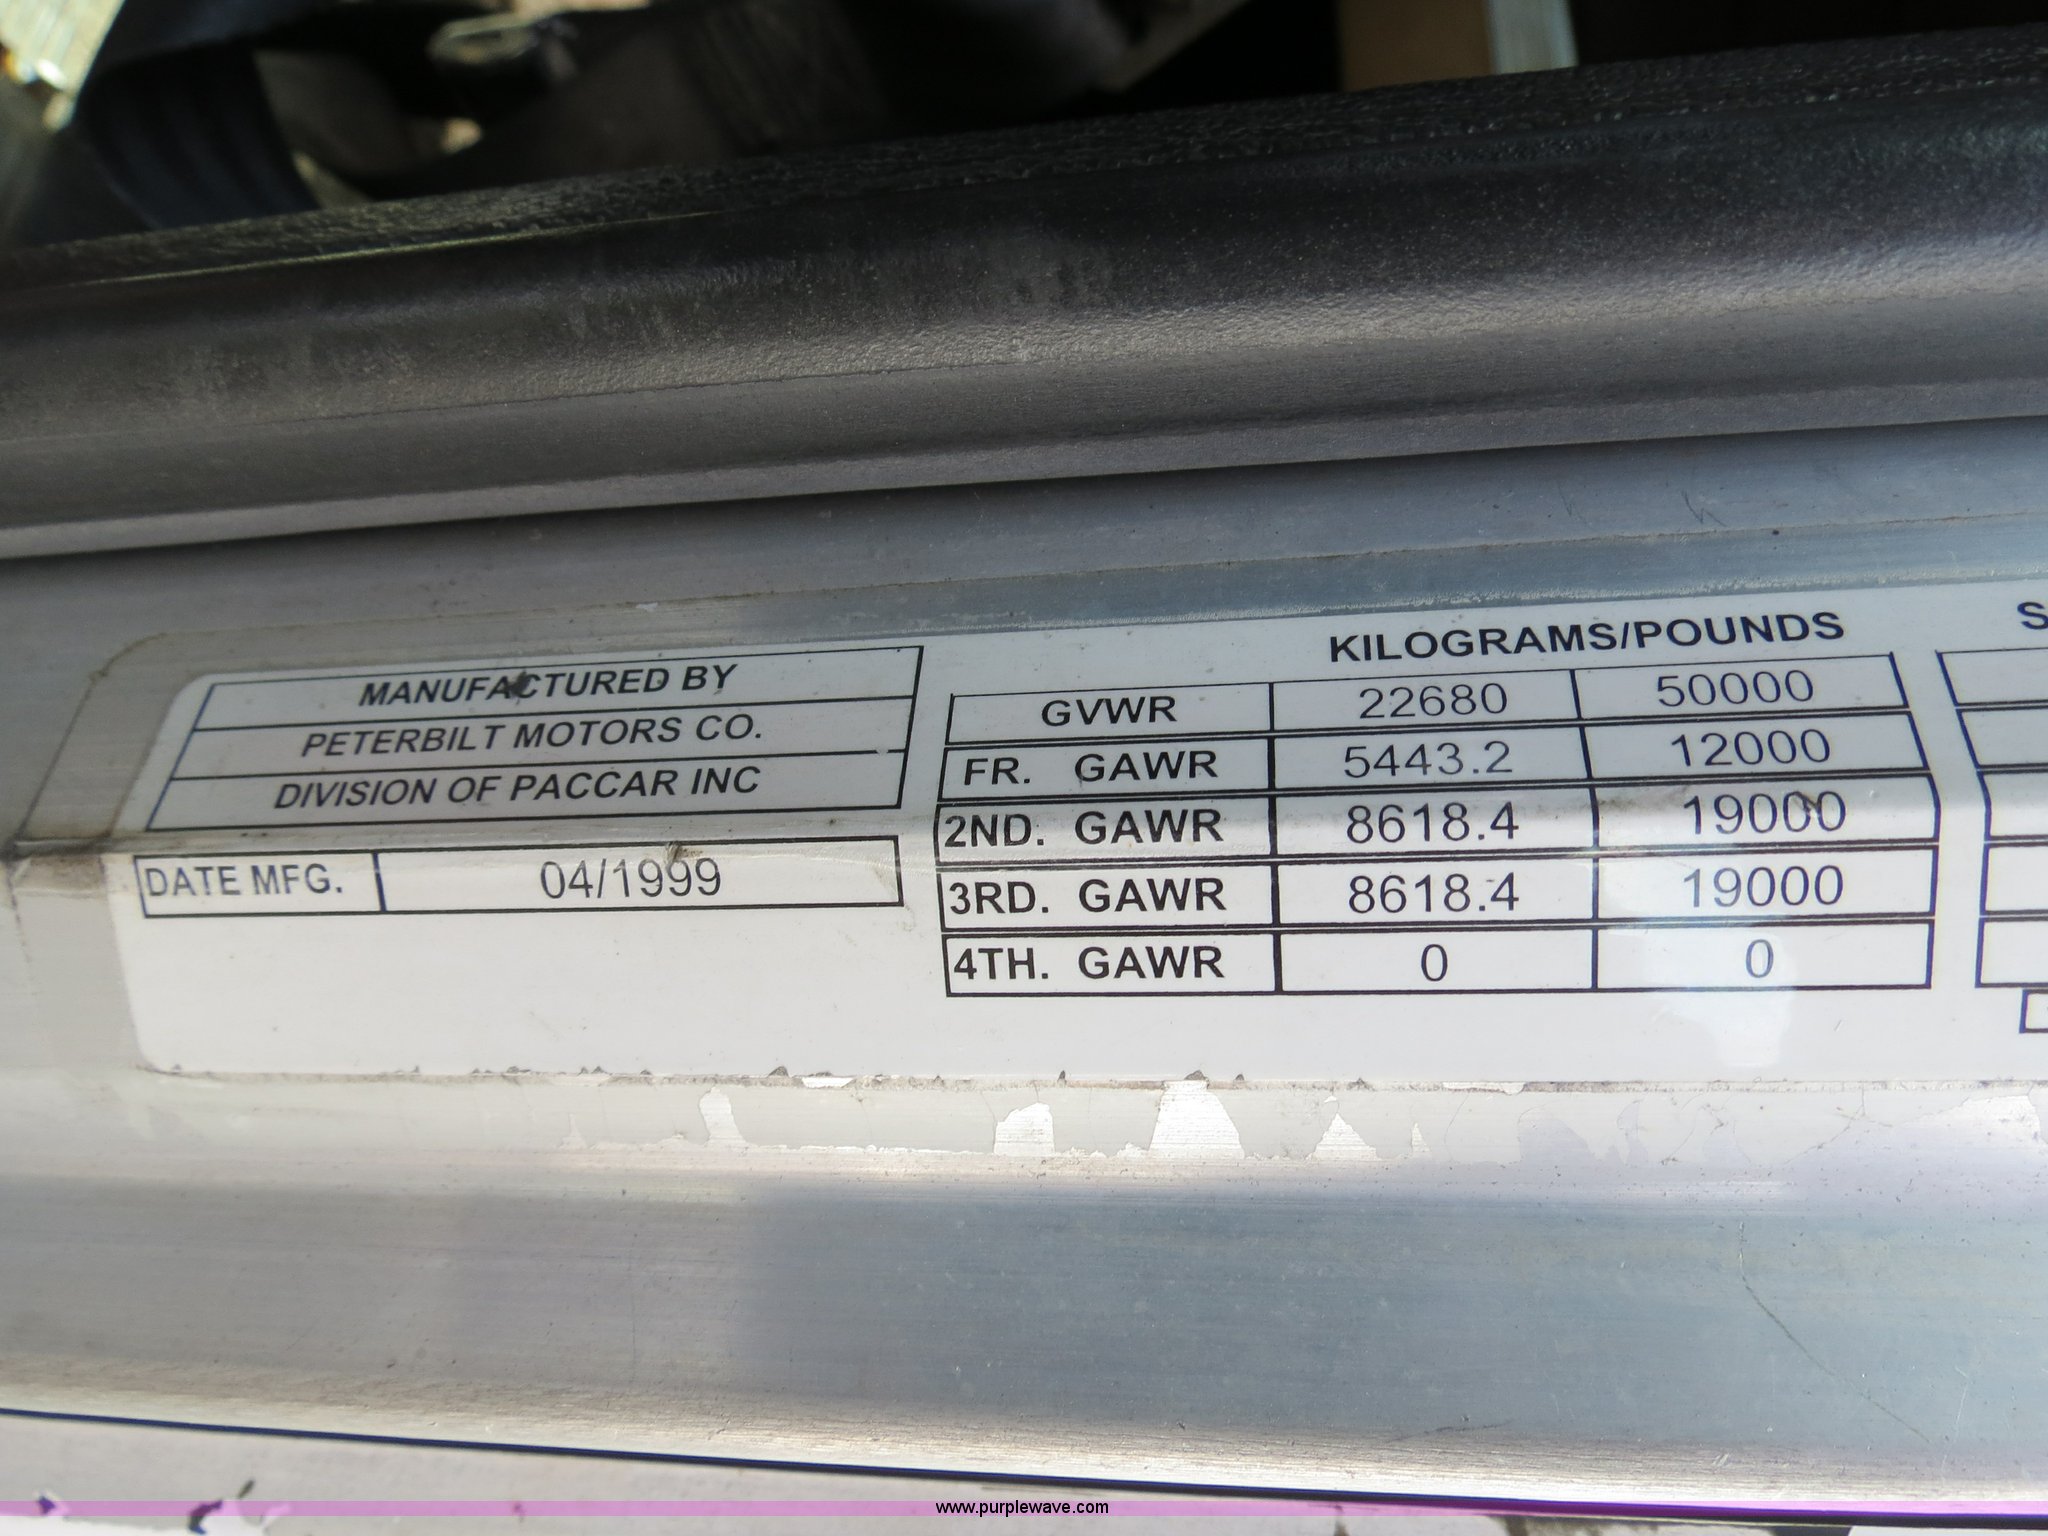 MANUFACTURED BY
PETERBILT MOTORS CO.
DIVISION OF PACCAR INC
DATE MFG. 04/1999
KILOGRAMS/POUNDS
GVWR 22680 50000
FR. GAWR 5443.2 12000
2ND. GAWR 8618.4 19000
3RD. GAWR 8618.4 19000
4TH. GAWR 0 0
S
www.purplewave.com